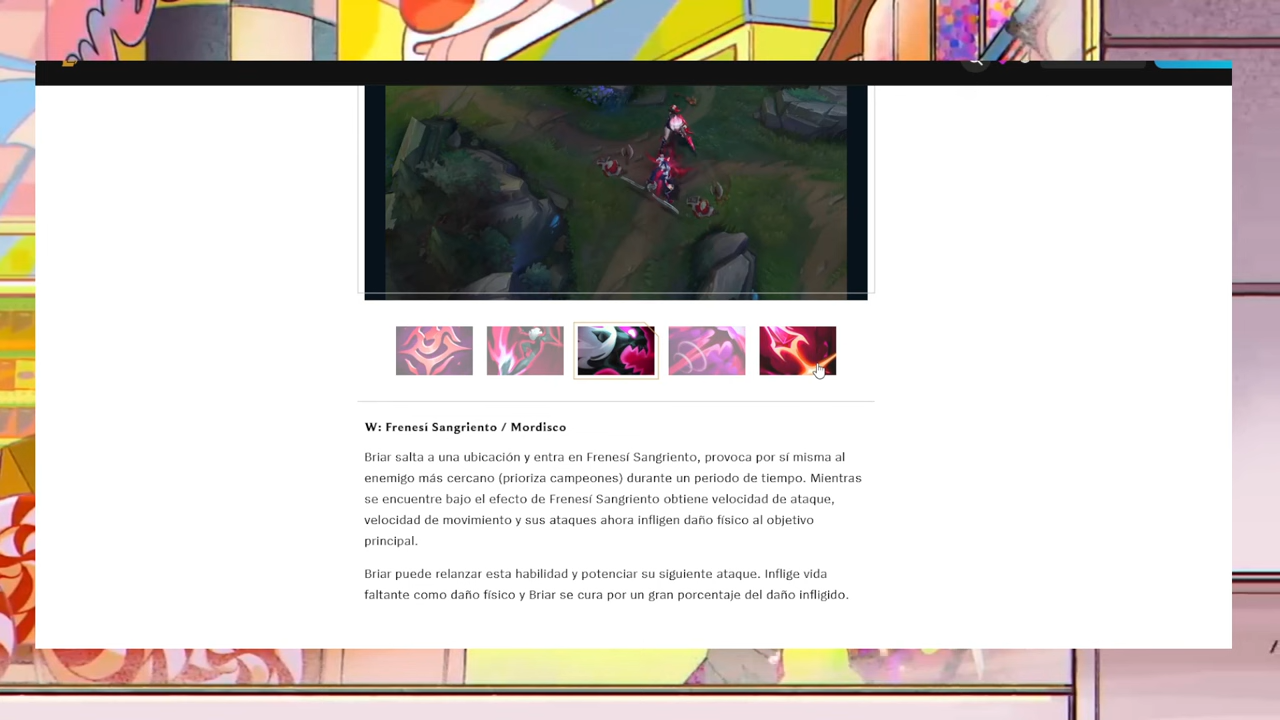 W: Frenesí Sangriento / Mordisco
Briar salta a una ubicación y entra en Frenesí Sangriento, provoca por sí misma al
enemigo más cercano (prioriza campeones) durante un periodo de tiempo. Mientras
se encuentre bajo el efecto de Frenesí Sangriento obtiene velocidad de ataque,
velocidad de movimiento y sus ataques ahora infligen daño físico al objetivo
principal.
Briar puede relanzar esta habilidad y potenciar su siguiente ataque. Inflige vida
faltante como daño físico y Briar se cura por un gran porcentaje del daño infligido.